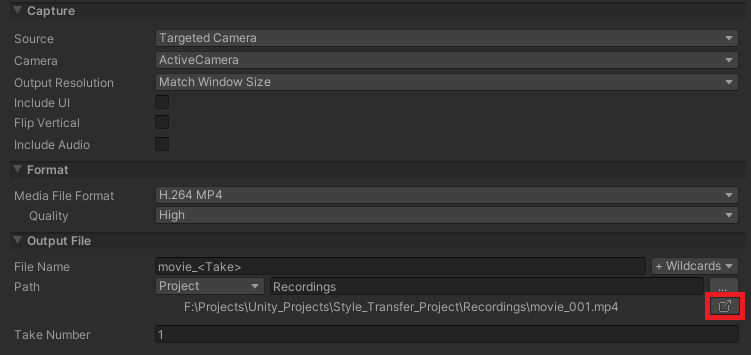 Capture
Source Targeted Camera
Camera ActiveCamera
Output Resolution Match Window Size
Include UI
Flip Vertical
Include Audio
Format
Media File Format H.264 MP4
Quality High
Output File
File Name movie_<Take> + Wildcards
Path Project Recordings ...
F:\Projects\Unity_Projects\Style_Transfer_Project\Recordings\movie_001.mp4
Take Number 1